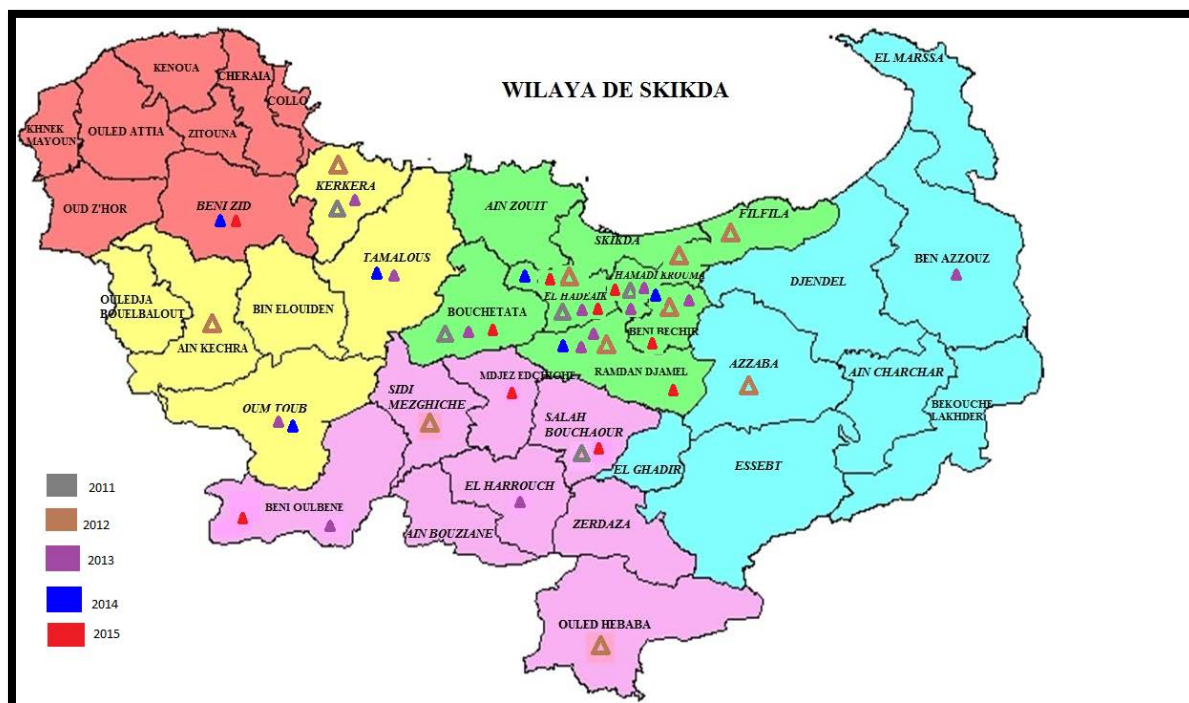 WILAYA DE SKIKDA
EL MARSSA
KENOUA
CHERAIA
COLLO
KHNEK
MAYOUN
OULED ATTIA
ZITOUNA
OUD Z'HOR
BENI ZID
KERKERA
AIN ZOUIT
FILFILA
SKIKDA
TAMALOUS
HAMADI KROUMA
BEN AZZOUZ
DJENDEL
OULEDJA
BOUELBALOUT
BIN ELOUIDEN
EL HADEAIK
BOUCHETATA
BENI BECHIR
AIN KECHRA
RAMDAN DJAMEL
AZZABA
AIN CHARCHAR
SIDI
MEZGHICHE
MDJEZ EDCHICHE
OUM TOUB
SALAH
BOUCHAOUR
BEKOUCHE
LAKHDER
EL GHADIR
ESSEBT
EL HARROUCH
BENI OULBENE
AIN BOUZIANE
ZERDAZA
OULED HEBABA
2011
2012
2013
2014
2015